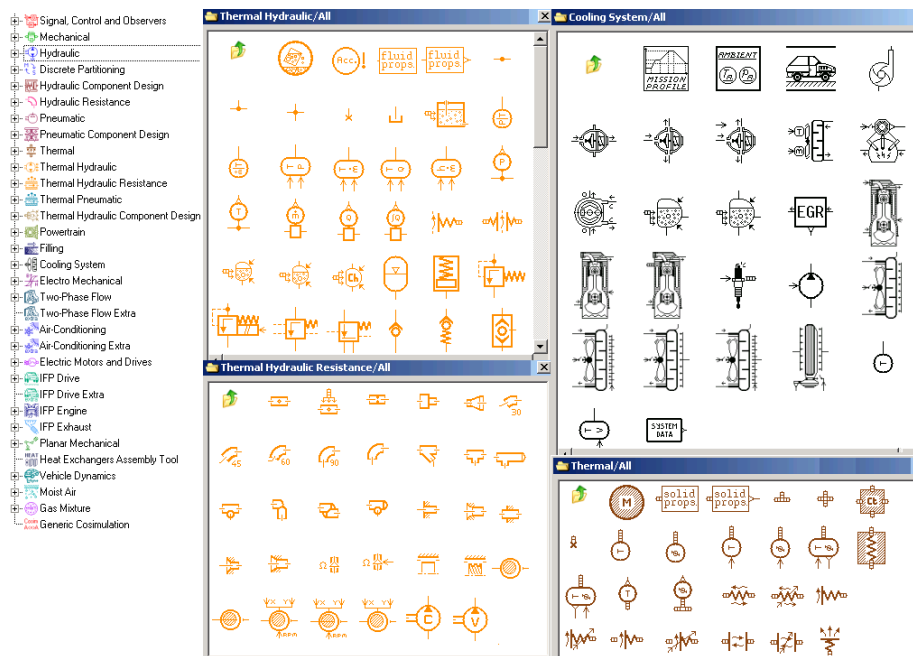 Signal, Control and Observers
Mechanical
Hydraulic
Discrete Partitioning
Hydraulic Component Design
Hydraulic Resistance
Pneumatic
Pneumatic Component Design
Thermal
Thermal Hydraulic
Thermal Hydraulic Resistance
Thermal Pneumatic
Thermal Hydraulic Component Design
Powertrain
Filling
Cooling System
Electro Mechanical
Two-Phase Flow
Two-Phase Flow Extra
Air-Conditioning
Air-Conditioning Extra
Electric Motors and Drives
IFP Drive
IFP Drive Extra
IFP Engine
IFP Exhaust
Planar Mechanical
Heat Exchangers Assembly Tool
Vehicle Dynamics
Moist Air
Gas Mixture
Generic Cosimulation
Thermal Hydraulic/All
Acc.!
fluid
props.
fluid
props.
Ch
Thermal Hydraulic Resistance/All
30
45
60
90
Ω
Ω
X Y
X Y
X Y
C
V
Cooling System/All
MISSION
PROFILE
AMBIENT
EGR
T
T V
SYSTEM
DATA
Thermal/All
M
solid
props.
solid
props.
Ct
T
T
T